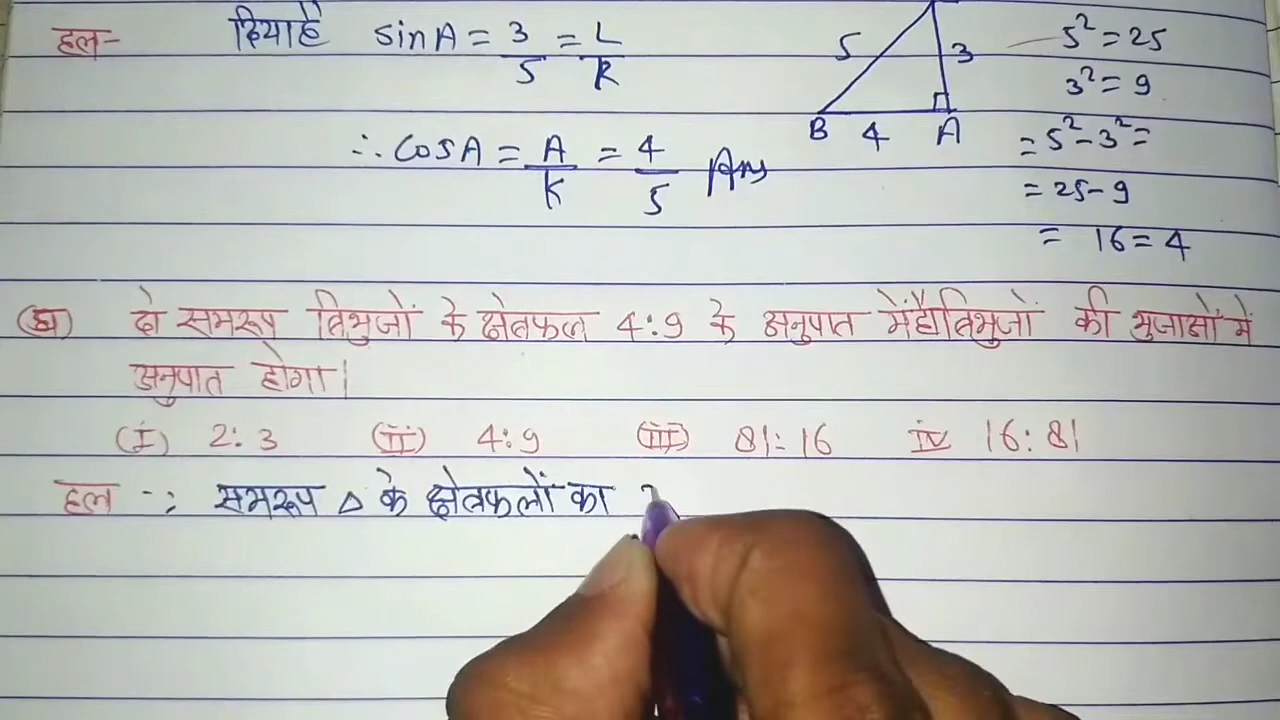 हल- दिया है sinA = 3/5 = L/K
5
3
B 4 A
5² = 25
3² = 9
= 5² - 3² =
= 25 - 9
= 16 = 4
∴ CosA = A/K = 4/5 Ans
दो समरूप त्रिभुजों के क्षेत्रफल 4:9 के अनुपात में है त्रिभुजों की भुजाओं में
अनुपात होगा।
(I) 2:3 (II) 4:9 (III) 81:16 IV 16:81
हल -: समरूप △ के क्षेत्रफलों का